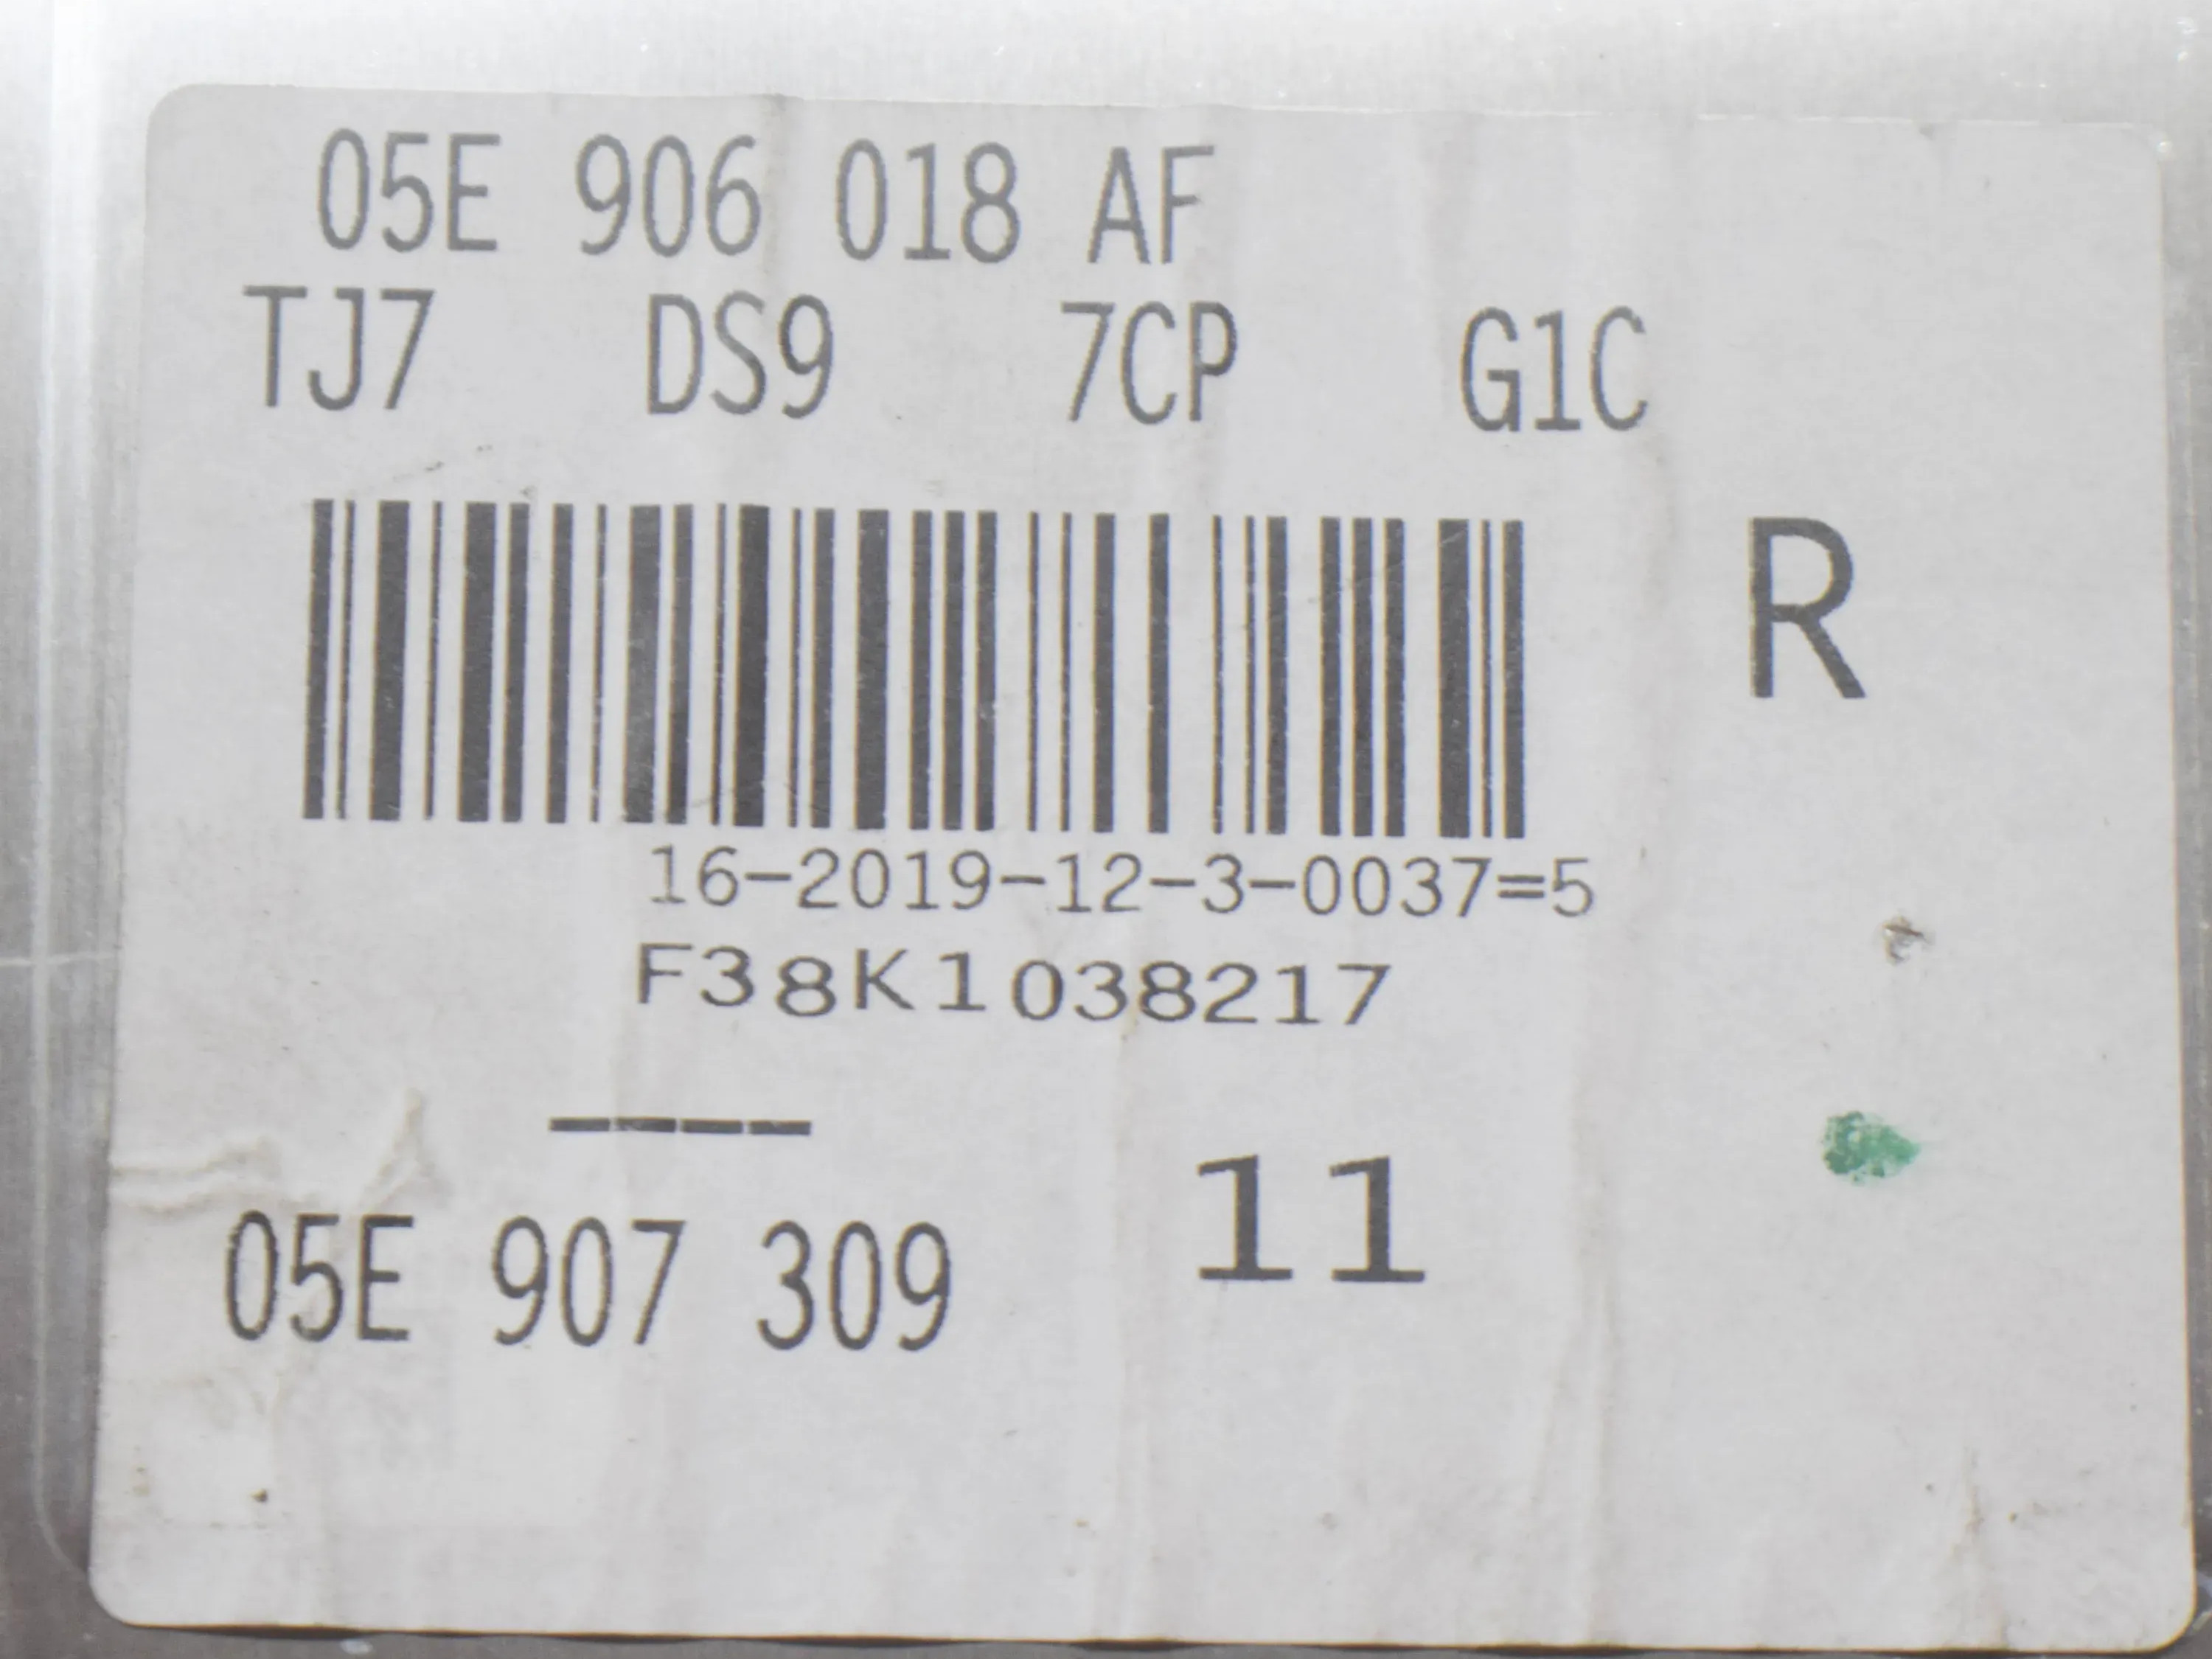 05E 906 018 AF
TJ7 DS9 7CP G1C
R
16-2019-12-3-0037=5
F38K1038217
----
05E 907 309 11